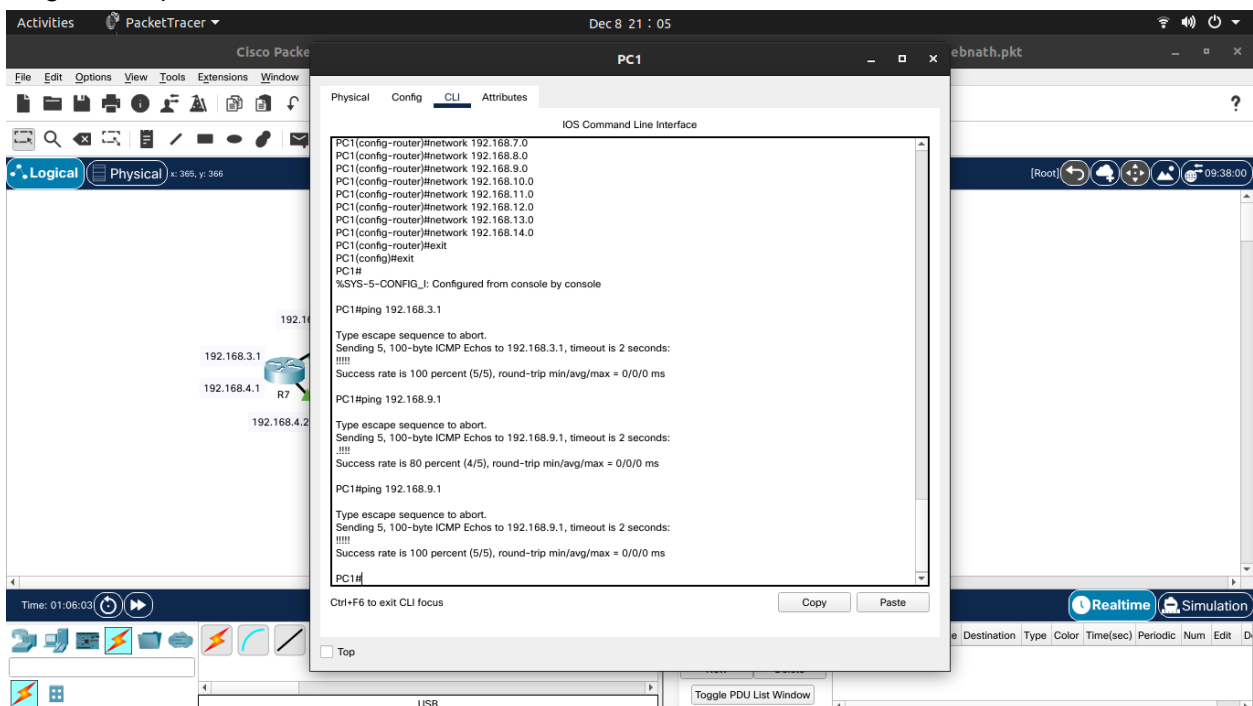 Activities PacketTracer Dec 8 21 : 05
Cisco Packe
ebnath.pkt
PC1
File Edit Options View Tools Extensions Window
Physical Config CLI Attributes
?
IOS Command Line Interface
Logical Physical x: 365, y: 366
[Root] 09:38:00
PC1(config-router)#network 192.168.7.0
PC1(config-router)#network 192.168.8.0
PC1(config-router)#network 192.168.9.0
PC1(config-router)#network 192.168.10.0
PC1(config-router)#network 192.168.11.0
PC1(config-router)#network 192.168.12.0
PC1(config-router)#network 192.168.13.0
PC1(config-router)#network 192.168.14.0
PC1(config-router)#exit
PC1(config)#exit
PC1#
%SYS-5-CONFIG_I: Configured from console by console
PC1#ping 192.168.3.1
Type escape sequence to abort.
Sending 5, 100-byte ICMP Echos to 192.168.3.1, timeout is 2 seconds:
!!!!!
Success rate is 100 percent (5/5), round-trip min/avg/max = 0/0/0 ms
PC1#ping 192.168.9.1
Type escape sequence to abort.
Sending 5, 100-byte ICMP Echos to 192.168.9.1, timeout is 2 seconds:
.!!!!
Success rate is 80 percent (4/5), round-trip min/avg/max = 0/0/0 ms
PC1#ping 192.168.9.1
Type escape sequence to abort.
Sending 5, 100-byte ICMP Echos to 192.168.9.1, timeout is 2 seconds:
!!!!!
Success rate is 100 percent (5/5), round-trip min/avg/max = 0/0/0 ms
PC1#
192.16
192.168.3.1
192.168.4.1
R7
192.168.4.2
Ctrl+F6 to exit CLI focus
Copy Paste
Top
Time: 01:06:03
Realtime Simulation
e Destination Type Color Time(sec) Periodic Num Edit D
Toggle PDU List Window
USB